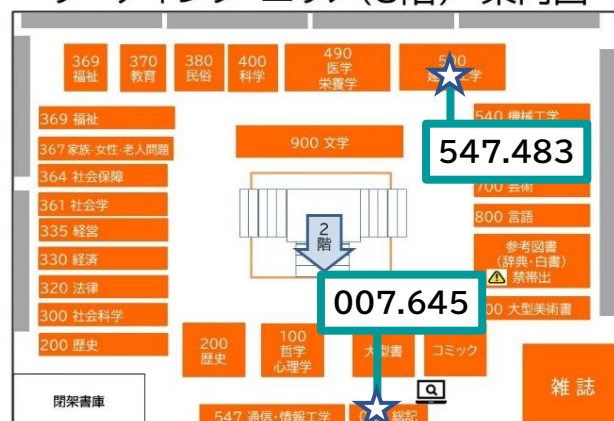 369
福祉
370
教育
380
民俗
400
科学
490
医学
栄養学
369 福祉
540 機械工学
367 家族・女性・老人問題
900 文学
547.483
364 社会保障
700 芸術
361 社会学
800 言語
335 経営
2
階
参考図書
(辞典・白書)
禁帯出
330 経済
320 法律
007.645
300 社会科学
大型美術書
200 歴史
200
歴史
100
哲学
心理学
大型書
コミック
雑誌
閉架書庫
547 通信・情報工学
総記